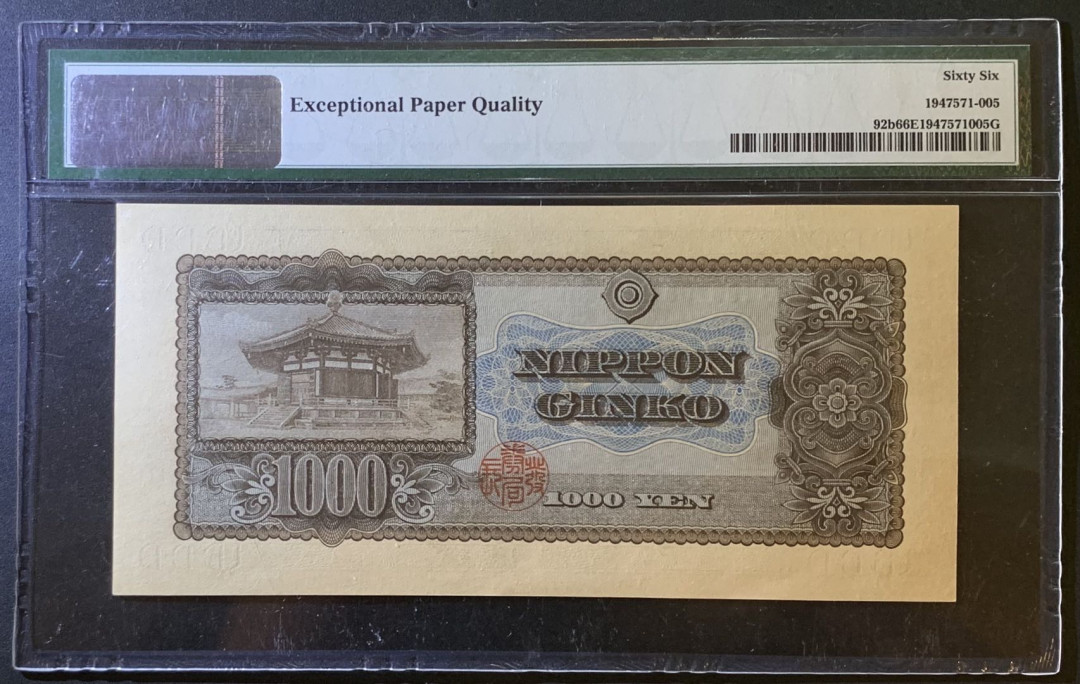 Sixty Six
Exceptional Paper Quality
1947571-005
92b66E1947571005G
NIPPON
GINKO
1000
1000 YEN